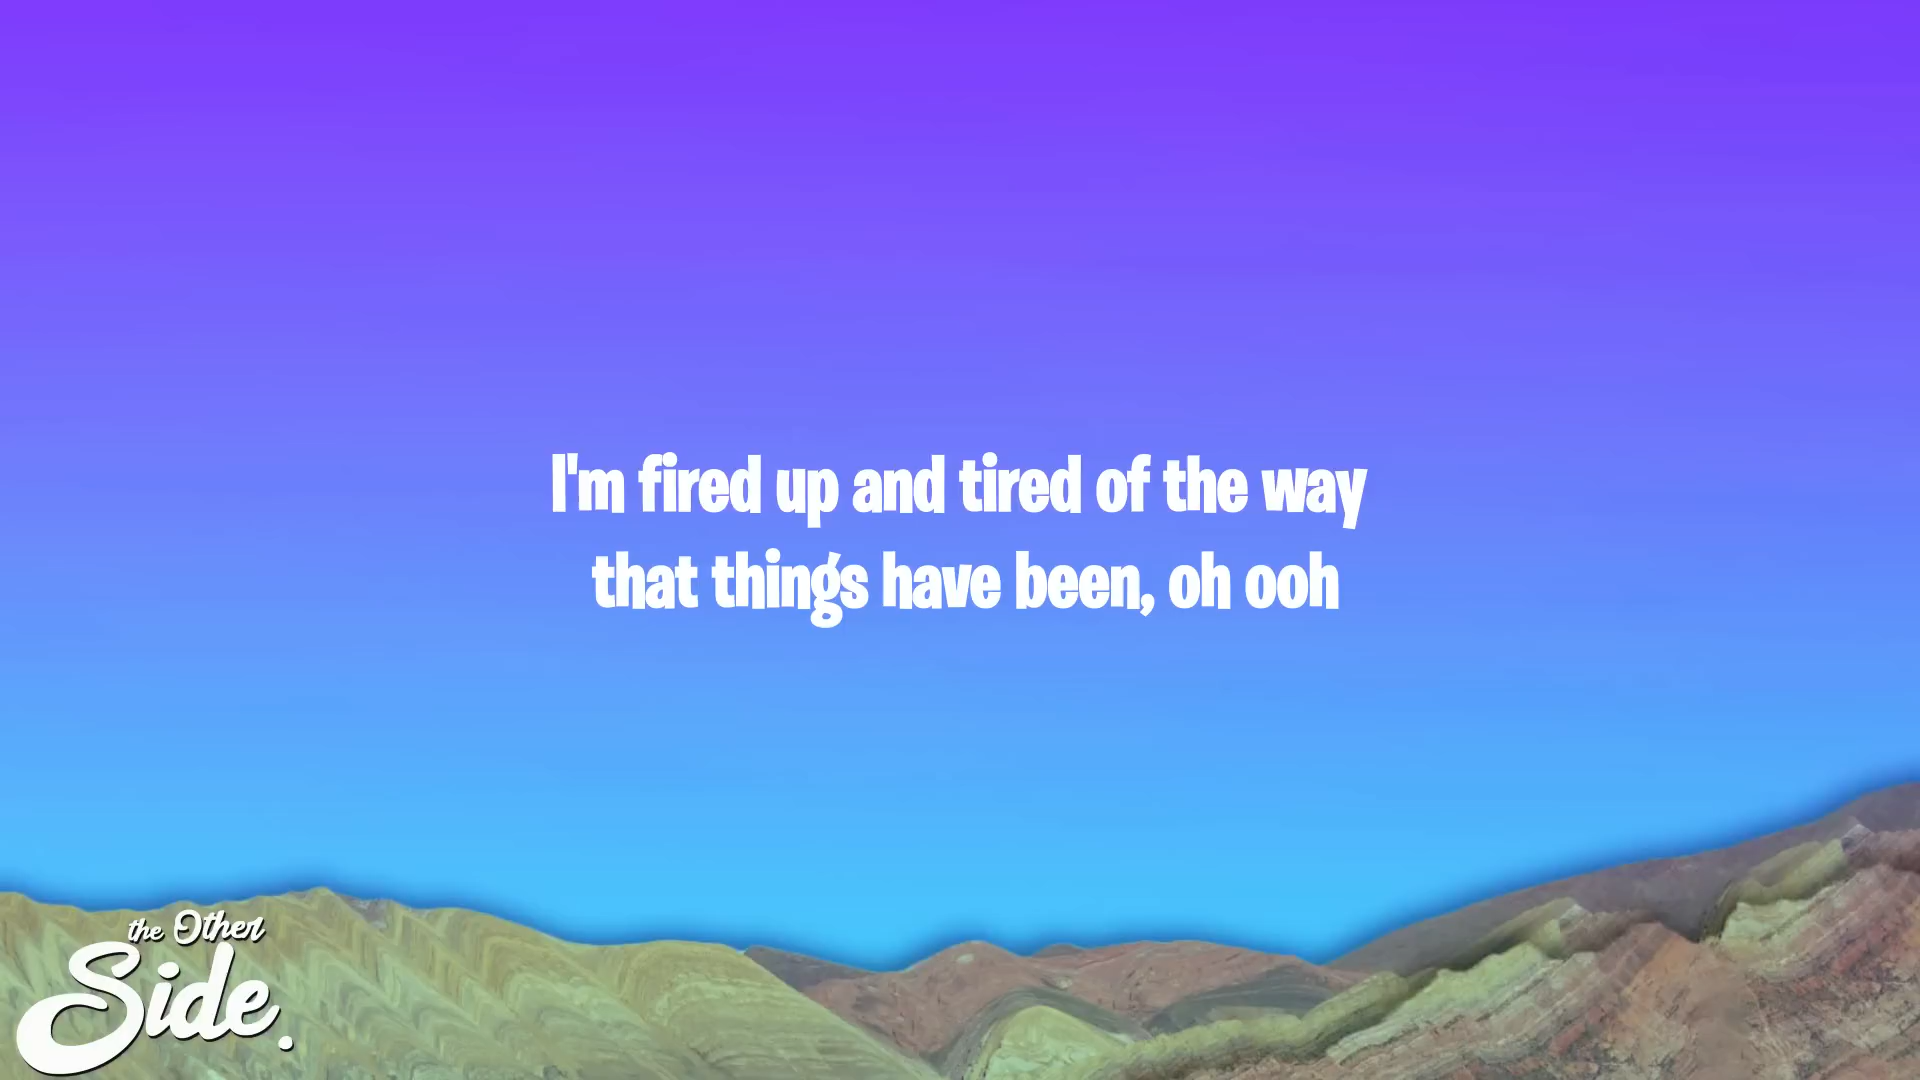 I'm fired up and tired of the way
that things have been, oh ooh
the Other
Side.